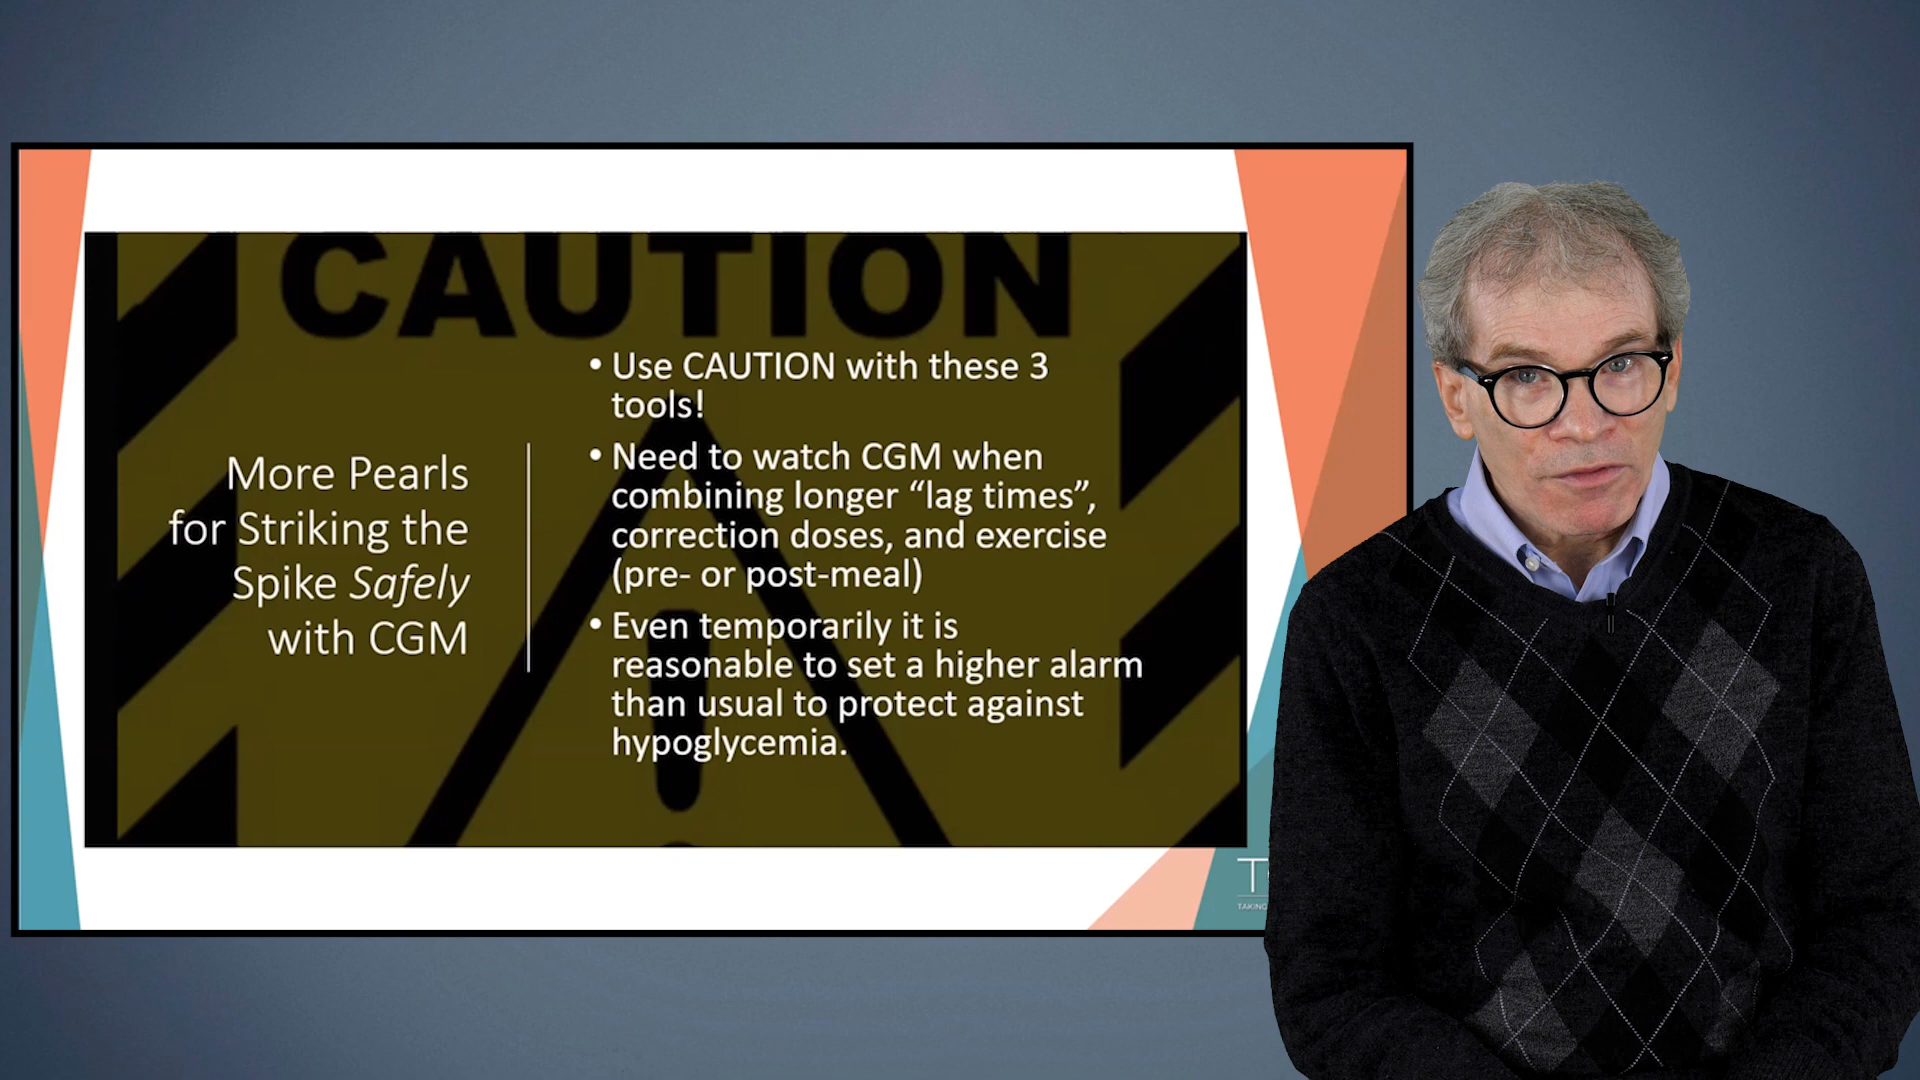 CAUTION
More Pearls
for Striking the
Spike Safely
with CGM
• Use CAUTION with these 3
tools!
• Need to watch CGM when
combining longer “lag times”,
correction doses, and exercise
(pre- or post-meal)
• Even temporarily it is
reasonable to set a higher alarm
than usual to protect against
hypoglycemia.
TAKING